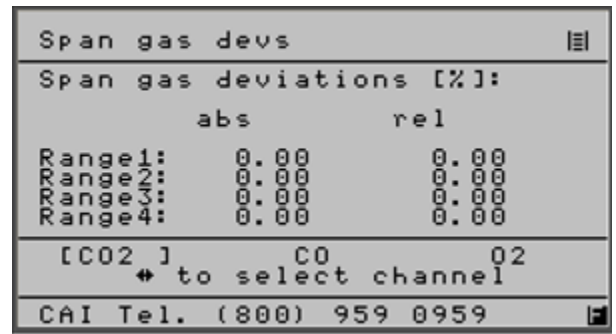 Span gas devs
Span gas deviations [%]:
abs rel
Range1: 0.00 0.00
Range2: 0.00 0.00
Range3: 0.00 0.00
Range4: 0.00 0.00
[CO2 ] CO O2
↔ to select channel
CAI Tel. (800) 959 0959